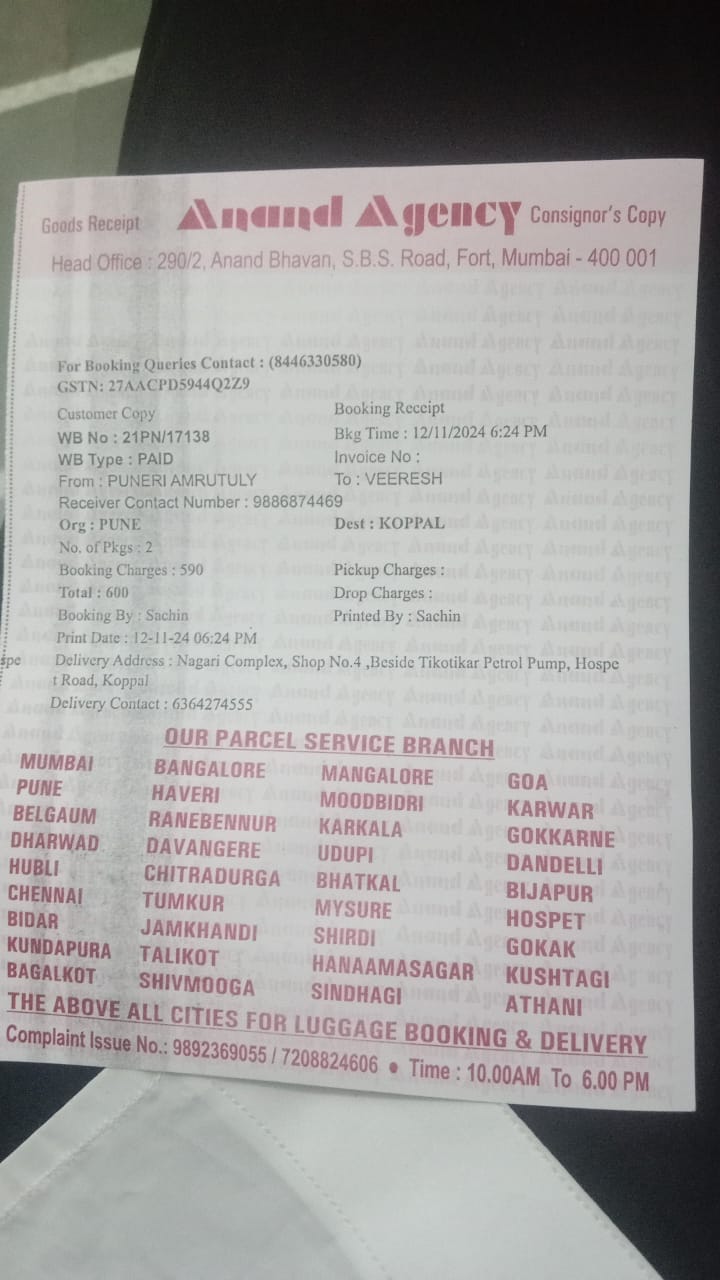 Goods Receipt Anand Agency Consignor's Copy
Head Office : 290/2, Anand Bhavan, S.B.S. Road, Fort, Mumbai - 400 001
For Booking Queries Contact : (8446330580)
GSTN: 27AACPD5944Q2Z9
Customer Copy Booking Receipt
WB No : 21PN/17138 Bkg Time : 12/11/2024 6:24 PM
WB Type : PAID Invoice No :
From : PUNERI AMRUTULY To : VEERESH
Receiver Contact Number : 9886874469
Org : PUNE Dest : KOPPAL
No. of Pkgs : 2
Booking Charges : 590 Pickup Charges :
Total : 600 Drop Charges :
Booking By : Sachin Printed By : Sachin
Print Date : 12-11-24 06:24 PM
spe Delivery Address : Nagari Complex, Shop No.4 ,Beside Tikotikar Petrol Pump, Hospe
t Road, Koppal
Delivery Contact : 6364274555
OUR PARCEL SERVICE BRANCH
MUMBAI BANGALORE MANGALORE GOA
PUNE HAVERI MOODBIDRI KARWAR
BELGAUM RANEBENNUR KARKALA GOKKARNE
DHARWAD DAVANGERE UDUPI DANDELLI
HUBLI CHITRADURGA BHATKAL BIJAPUR
CHENNAI TUMKUR MYSURE HOSPET
BIDAR JAMKHANDI SHIRDI GOKAK
KUNDAPURA TALIKOT HANAAMASAGAR KUSHTAGI
BAGALKOT SHIVMOOGA SINDHAGI ATHANI
THE ABOVE ALL CITIES FOR LUGGAGE BOOKING & DELIVERY
Complaint Issue No.: 9892369055 / 7208824606 ● Time : 10.00AM To 6.00 PM